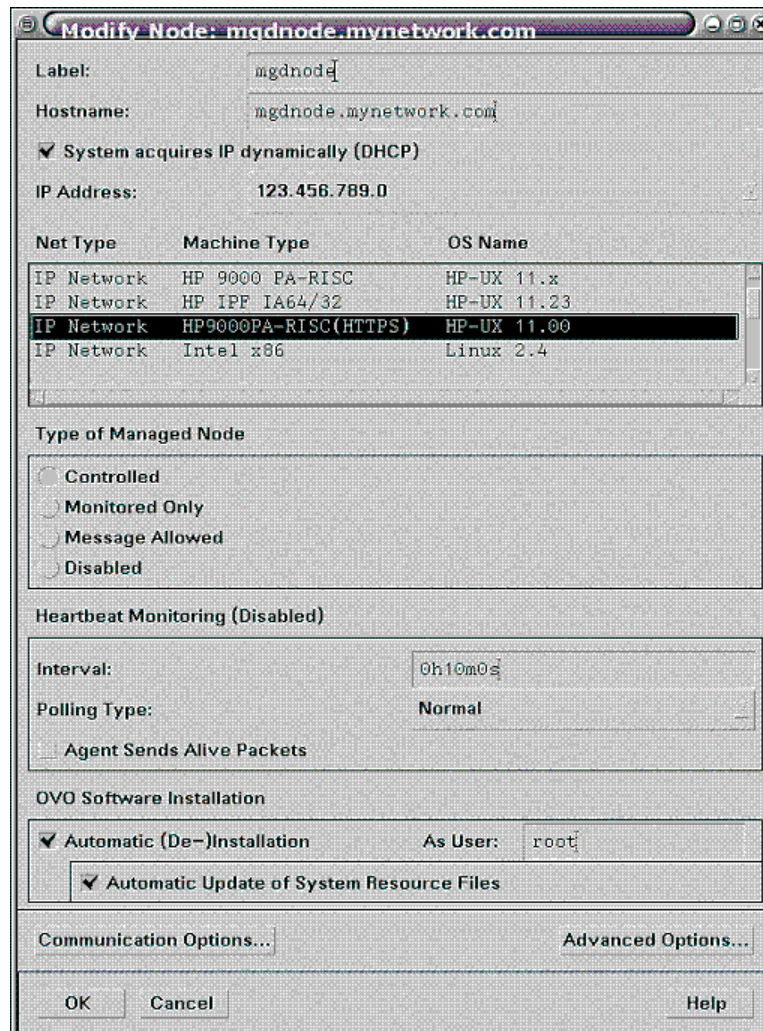 Modify Node: mgdnode.mynetwork.com
Label: mgdnode
Hostname: mgdnode.mynetwork.com
System acquires IP dynamically (DHCP)
IP Address: 123.456.789.0
Net Type Machine Type OS Name
IP Network HP 9000 PA-RISC HP-UX 11.x
IP Network HP IPF IA64/32 HP-UX 11.23
IP Network HP9000PA-RISC(HTTPS) HP-UX 11.00
IP Network Intel x86 Linux 2.4
Type of Managed Node
Controlled
Monitored Only
Message Allowed
Disabled
Heartbeat Monitoring (Disabled)
Interval: 0h10m0s
Polling Type: Normal
Agent Sends Alive Packets
OVO Software Installation
Automatic (De-)Installation As User: root
Automatic Update of System Resource Files
Communication Options... Advanced Options...
OK Cancel Help